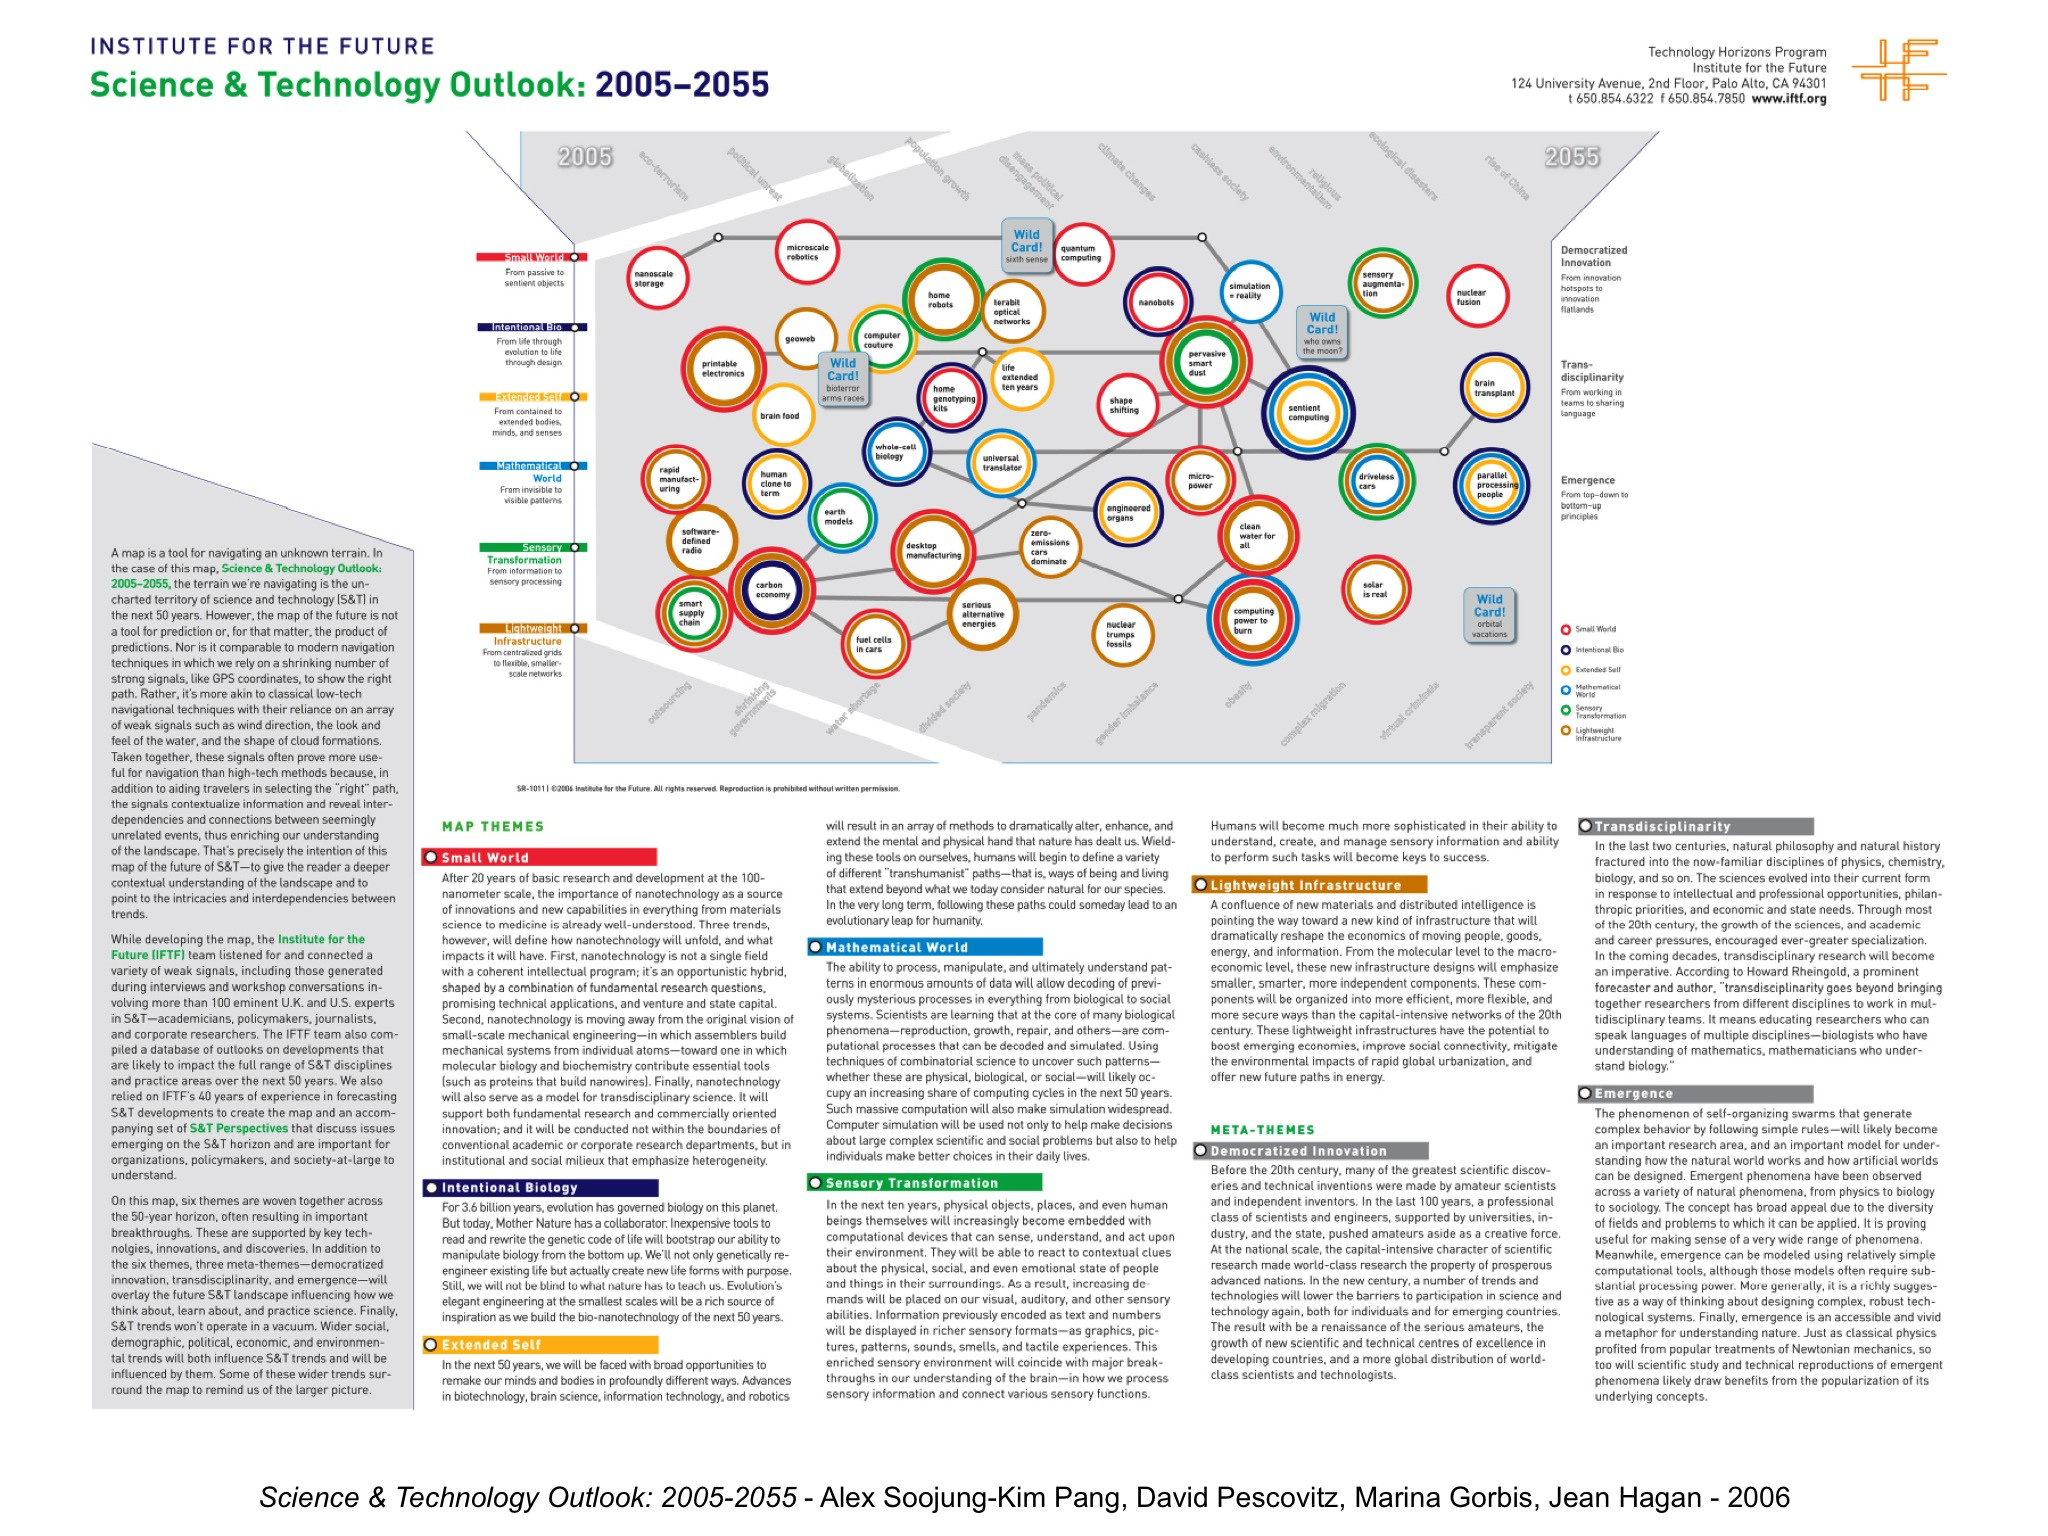 INSTITUTE FOR THE FUTURE
Science & Technology Outlook: 2005–2055
Technology Horizons Program
Institute for the Future
124 University Avenue, 2nd Floor, Palo Alto, CA 94301
t 650.854.6322 f 650.854.7850 www.iftf.org
2005
eco-terrorism
political unrest
globalization
population growth
mass political
disengagement
climate changes
cashless society
religious
environmentalism
ecological disasters
rise of China
2055
Small World
From passive to
sentient objects
Intentional Bio
From life through
evolution to life
through design
Extended Self
From contained to
extended bodies,
minds, and senses
Mathematical
World
From invisible to
visible patterns
Sensory
Transformation
From information to
sensory processing
Lightweight
Infrastructure
From centralized grids
to flexible, smaller-
scale networks
nanoscale
storage
microscale
robotics
Wild
Card!
sixth sense
quantum
computing
home
robots
terabit
optical
networks
nanobots
simulation
= reality
sensory
augmenta-
tion
nuclear
fusion
printable
electronics
geoweb
computer
couture
Wild
Card!
bioterror
arms races
brain food
home
genotyping
kits
life
extended
ten years
shape
shifting
pervasive
smart
dust
Wild
Card!
who owns
the moon?
sentient
computing
brain
transplant
rapid
manufact-
uring
human
clone to
term
whole-cell
biology
universal
translator
engineered
organs
micro-
power
driveless
cars
parallel
processing
people
software-
defined
radio
earth
models
desktop
manufacturing
zero-
emissions
cars
dominate
clean
water for
all
smart
supply
chain
carbon
economy
fuel cells
in cars
serious
alternative
energies
nuclear
trumps
fossils
computing
power to
burn
solar
is real
Wild
Card!
orbital
vacations
outsourcing
shrinking
governments
water shortage
divided society
pandemics
gender imbalance
obesity
complex migration
virtual criminals
transparent society
Democratized
Innovation
From innovation
hotspots to
innovation
flatlands
Trans-
disciplinarity
From working in
teams to sharing
language
Emergence
From top-down to
bottom-up
principles
Small World
Intentional Bio
Extended Self
Mathematical
World
Sensory
Transformation
Lightweight
Infrastructure
SR-1011 | ©2006 Institute for the Future. All rights reserved. Reproduction is prohibited without written permission.
A map is a tool for navigating an unknown terrain. In
the case of this map, Science & Technology Outlook:
2005–2055, the terrain we're navigating is the un-
charted territory of science and technology (S&T) in
the next 50 years. However, the map of the future is not
a tool for prediction or, for that matter, the product of
predictions. Nor is it comparable to modern navigation
techniques in which we rely on a shrinking number of
strong signals, like GPS coordinates, to show the right
path. Rather, it's more akin to classical low-tech
navigational techniques with their reliance on an array
of weak signals such as wind direction, the look and
feel of the water, and the shape of cloud formations.
Taken together, these signals often prove more use-
ful for navigation than high-tech methods because, in
addition to aiding travelers in selecting the "right" path,
the signals contextualize information and reveal inter-
dependencies and connections between seemingly
unrelated events, thus enriching our understanding
of the landscape. That's precisely the intention of this
map of the future of S&T—to give the reader a deeper
contextual understanding of the landscape and to
point to the intricacies and interdependencies between
trends.
While developing the map, the Institute for the
Future (IFTF) team listened for and connected a
variety of weak signals, including those generated
during interviews and workshop conversations in-
volving more than 100 eminent U.K. and U.S. experts
in S&T—academicians, policymakers, journalists,
and corporate researchers. The IFTF team also com-
piled a database of outlooks on developments that
are likely to impact the full range of S&T disciplines
and practice areas over the next 50 years. We also
relied on IFTF's 40 years of experience in forecasting
S&T developments to create the map and an accom-
panying set of S&T Perspectives that discuss issues
emerging on the S&T horizon and are important for
organizations, policymakers, and society-at-large to
understand.
On this map, six themes are woven together across
the 50-year horizon, often resulting in important
breakthroughs. These are supported by key tech-
nolgies, innovations, and discoveries. In addition to
the six themes, three meta-themes—democratized
innovation, transdisciplinarity, and emergence—will
overlay the future S&T landscape influencing how we
think about, learn about, and practice science. Finally,
S&T trends won't operate in a vacuum. Wider social,
demographic, political, economic, and environmen-
tal trends will both influence S&T trends and will be
influenced by them. Some of these wider trends sur-
round the map to remind us of the larger picture.
MAP THEMES
Small World
After 20 years of basic research and development at the 100-
nanometer scale, the importance of nanotechnology as a source
of innovations and new capabilities in everything from materials
science to medicine is already well-understood. Three trends,
however, will define how nanotechnology will unfold, and what
impacts it will have. First, nanotechnology is not a single field
with a coherent intellectual program; it's an opportunistic hybrid,
shaped by a combination of fundamental research questions,
promising technical applications, and venture and state capital.
Second, nanotechnology is moving away from the original vision of
small-scale mechanical engineering—in which assemblers build
mechanical systems from individual atoms—toward one in which
molecular biology and biochemistry contribute essential tools
(such as proteins that build nanowires). Finally, nanotechnology
will also serve as a model for transdisciplinary science. It will
support both fundamental research and commercially oriented
innovation; and it will be conducted not within the boundaries of
conventional academic or corporate research departments, but in
institutional and social milieux that emphasize heterogeneity.
Intentional Biology
For 3.6 billion years, evolution has governed biology on this planet.
But today, Mother Nature has a collaborator. Inexpensive tools to
read and rewrite the genetic code of life will bootstrap our ability to
manipulate biology from the bottom up. We'll not only genetically re-
engineer existing life but actually create new life forms with purpose.
Still, we will not be blind to what nature has to teach us. Evolution's
elegant engineering at the smallest scales will be a rich source of
inspiration as we build the bio-nanotechnology of the next 50 years.
Extended Self
In the next 50 years, we will be faced with broad opportunities to
remake our minds and bodies in profoundly different ways. Advances
in biotechnology, brain science, information technology, and robotics
will result in an array of methods to dramatically alter, enhance, and
extend the mental and physical hand that nature has dealt us. Wield-
ing these tools on ourselves, humans will begin to define a variety
of different "transhumanist" paths—that is, ways of being and living
that extend beyond what we today consider natural for our species.
In the very long term, following these paths could someday lead to an
evolutionary leap for humanity.
Mathematical World
The ability to process, manipulate, and ultimately understand pat-
terns in enormous amounts of data will allow decoding of previ-
ously mysterious processes in everything from biological to social
systems. Scientists are learning that at the core of many biological
phenomena—reproduction, growth, repair, and others—are com-
putational processes that can be decoded and simulated. Using
techniques of combinatorial science to uncover such patterns—
whether these are physical, biological, or social—will likely oc-
cupy an increasing share of computing cycles in the next 50 years.
Such massive computation will also make simulation widespread.
Computer simulation will be used not only to help make decisions
about large complex scientific and social problems but also to help
individuals make better choices in their daily lives.
Sensory Transformation
In the next ten years, physical objects, places, and even human
beings themselves will increasingly become embedded with
computational devices that can sense, understand, and act upon
their environment. They will be able to react to contextual clues
about the physical, social, and even emotional state of people
and things in their surroundings. As a result, increasing de-
mands will be placed on our visual, auditory, and other sensory
abilities. Information previously encoded as text and numbers
will be displayed in richer sensory formats—as graphics, pic-
tures, patterns, sounds, smells, and tactile experiences. This
enriched sensory environment will coincide with major break-
throughs in our understanding of the brain—in how we process
sensory information and connect various sensory functions.
Humans will become much more sophisticated in their ability to
understand, create, and manage sensory information and ability
to perform such tasks will become keys to success.
Lightweight Infrastructure
A confluence of new materials and distributed intelligence is
pointing the way toward a new kind of infrastructure that will
dramatically reshape the economics of moving people, goods,
energy, and information. From the molecular level to the macro-
economic level, these new infrastructure designs will emphasize
smaller, smarter, more independent components. These com-
ponents will be organized into more efficient, more flexible, and
more secure ways than the capital-intensive networks of the 20th
century. These lightweight infrastructures have the potential to
boost emerging economies, improve social connectivity, mitigate
the environmental impacts of rapid global urbanization, and
offer new future paths in energy.
META-THEMES
Democratized Innovation
Before the 20th century, many of the greatest scientific discov-
eries and technical inventions were made by amateur scientists
and independent inventors. In the last 100 years, a professional
class of scientists and engineers, supported by universities, in-
dustry, and the state, pushed amateurs aside as a creative force.
At the national scale, the capital-intensive character of scientific
research made world-class research the property of prosperous
advanced nations. In the new century, a number of trends and
technologies will lower the barriers to participation in science and
technology again, both for individuals and for emerging countries.
The result with be a renaissance of the serious amateurs, the
growth of new scientific and technical centres of excellence in
developing countries, and a more global distribution of world-
class scientists and technologists.
Transdisciplinarity
In the last two centuries, natural philosophy and natural history
fractured into the now-familiar disciplines of physics, chemistry,
biology, and so on. The sciences evolved into their current form
in response to intellectual and professional opportunities, philan-
thropic priorities, and economic and state needs. Through most
of the 20th century, the growth of the sciences, and academic
and career pressures, encouraged ever-greater specialization.
In the coming decades, transdisciplinary research will become
an imperative. According to Howard Rheingold, a prominent
forecaster and author, "transdisciplinarity goes beyond bringing
together researchers from different disciplines to work in mul-
tidisciplinary teams. It means educating researchers who can
speak languages of multiple disciplines—biologists who have
understanding of mathematics, mathematicians who under-
stand biology."
Emergence
The phenomenon of self-organizing swarms that generate
complex behavior by following simple rules—will likely become
an important research area, and an important model for under-
standing how the natural world works and how artificial worlds
can be designed. Emergent phenomena have been observed
across a variety of natural phenomena, from physics to biology
to sociology. The concept has broad appeal due to the diversity
of fields and problems to which it can be applied. It is proving
useful for making sense of a very wide range of phenomena.
Meanwhile, emergence can be modeled using relatively simple
computational tools, although those models often require sub-
stantial processing power. More generally, it is a richly sugges-
tive as a way of thinking about designing complex, robust tech-
nological systems. Finally, emergence is an accessible and vivid
a metaphor for understanding nature. Just as classical physics
profited from popular treatments of Newtonian mechanics, so
too will scientific study and technical reproductions of emergent
phenomena likely draw benefits from the popularization of its
underlying concepts.
Science & Technology Outlook: 2005-2055 - Alex Soojung-Kim Pang, David Pescovitz, Marina Gorbis, Jean Hagan - 2006